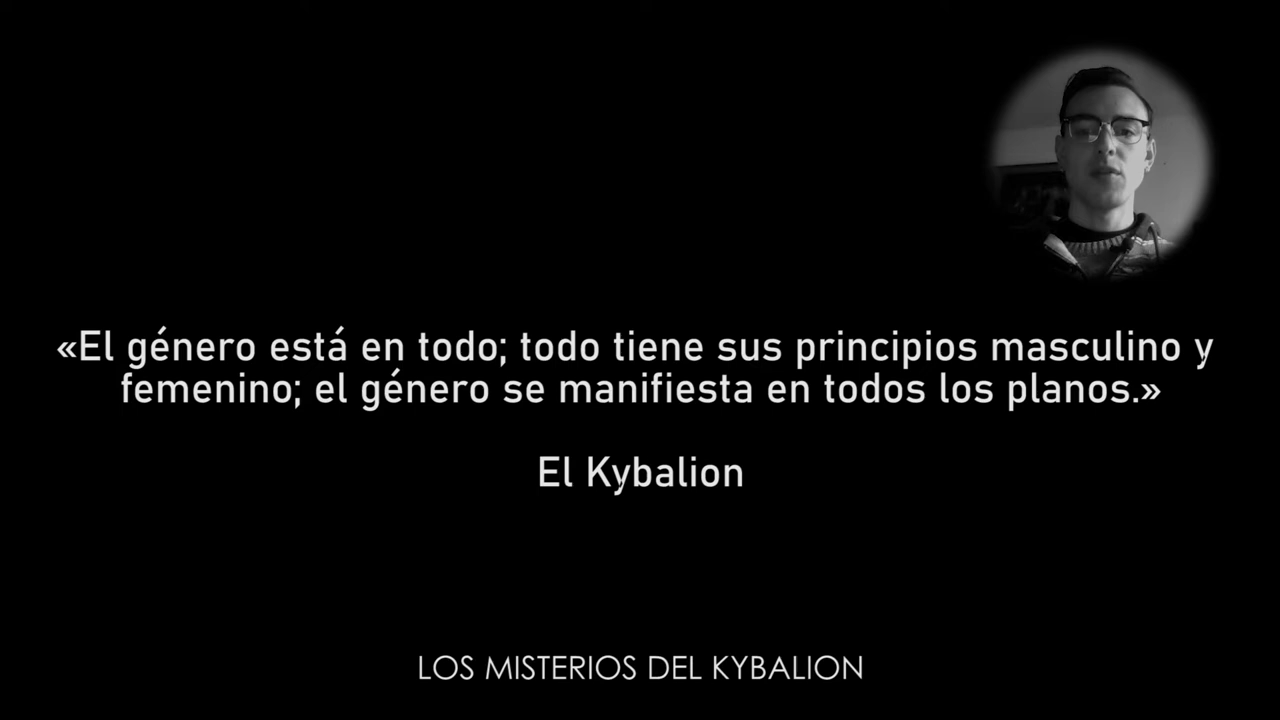 «El género está en todo; todo tiene sus principios masculino y
femenino; el género se manifiesta en todos los planos.»
El Kybalion
LOS MISTERIOS DEL KYBALION